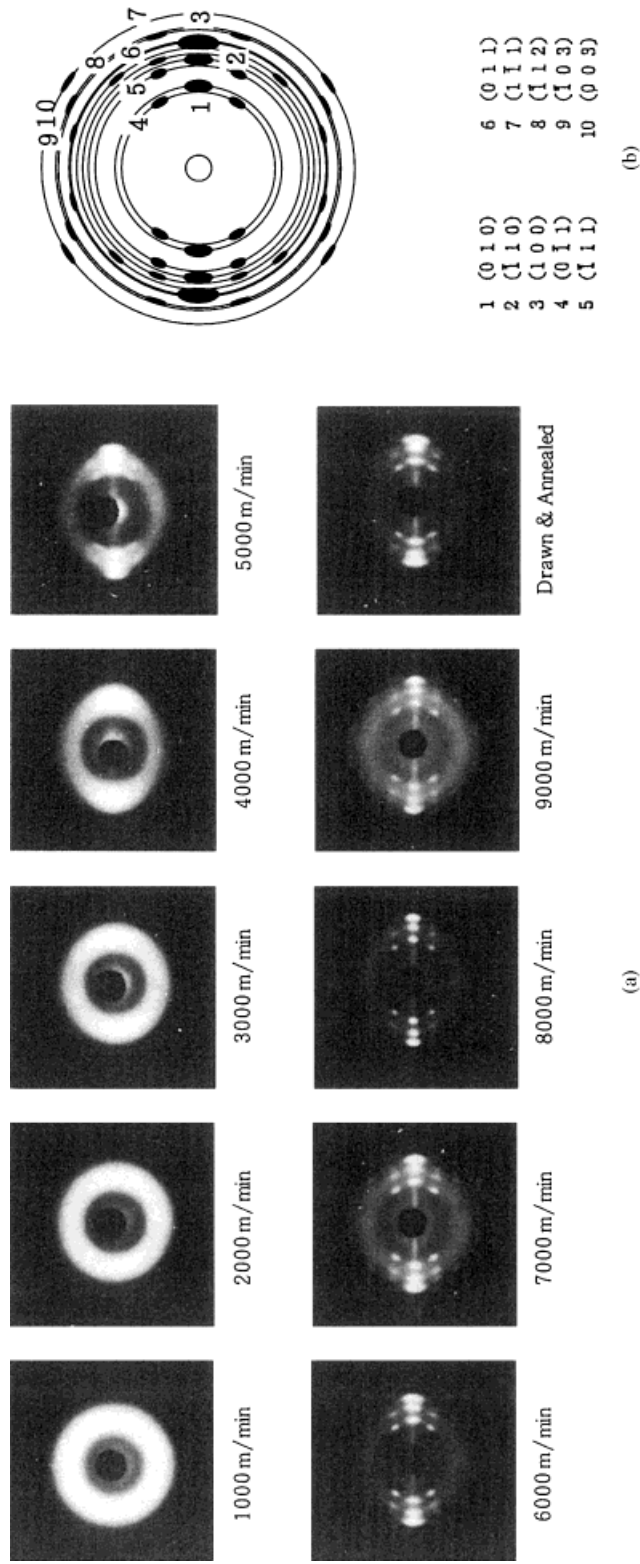 1000 m/min
2000 m/min
3000 m/min
4000 m/min
5000 m/min
6000 m/min
7000 m/min
8000 m/min
9000 m/min
Drawn & Annealed
(a)
9 10
8
7
6
5
4
3
2
1
1 (0 1 0)
2 (1̄ 1 0)
3 (1 0 0)
4 (0 1̄ 1)
5 (1̄ 1 1)
6 (0 1 1)
7 (1 1̄ 1)
8 (1̄ 1 2)
9 (1̄ 0 3)
10 (0 0 3)
(b)